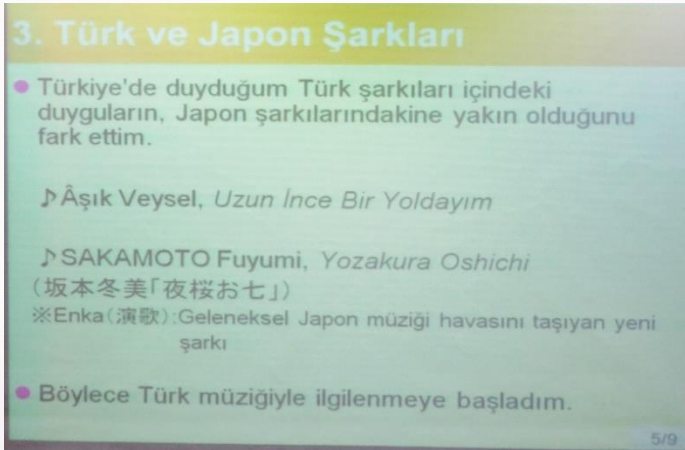 3. Türk ve Japon Şarkları
● Türkiye'de duyduğum Türk şarkıları içindeki
duyguların, Japon şarkılarındakine yakın olduğunu
fark ettim.
♪Âşık Veysel, Uzun İnce Bir Yoldayım
♪SAKAMOTO Fuyumi, Yozakura Oshichi
(坂本冬美「夜桜お七」)
※Enka(演歌):Geleneksel Japon müziği havasını taşıyan yeni
şarkı
● Böylece Türk müziğiyle ilgilenmeye başladım.
5/9